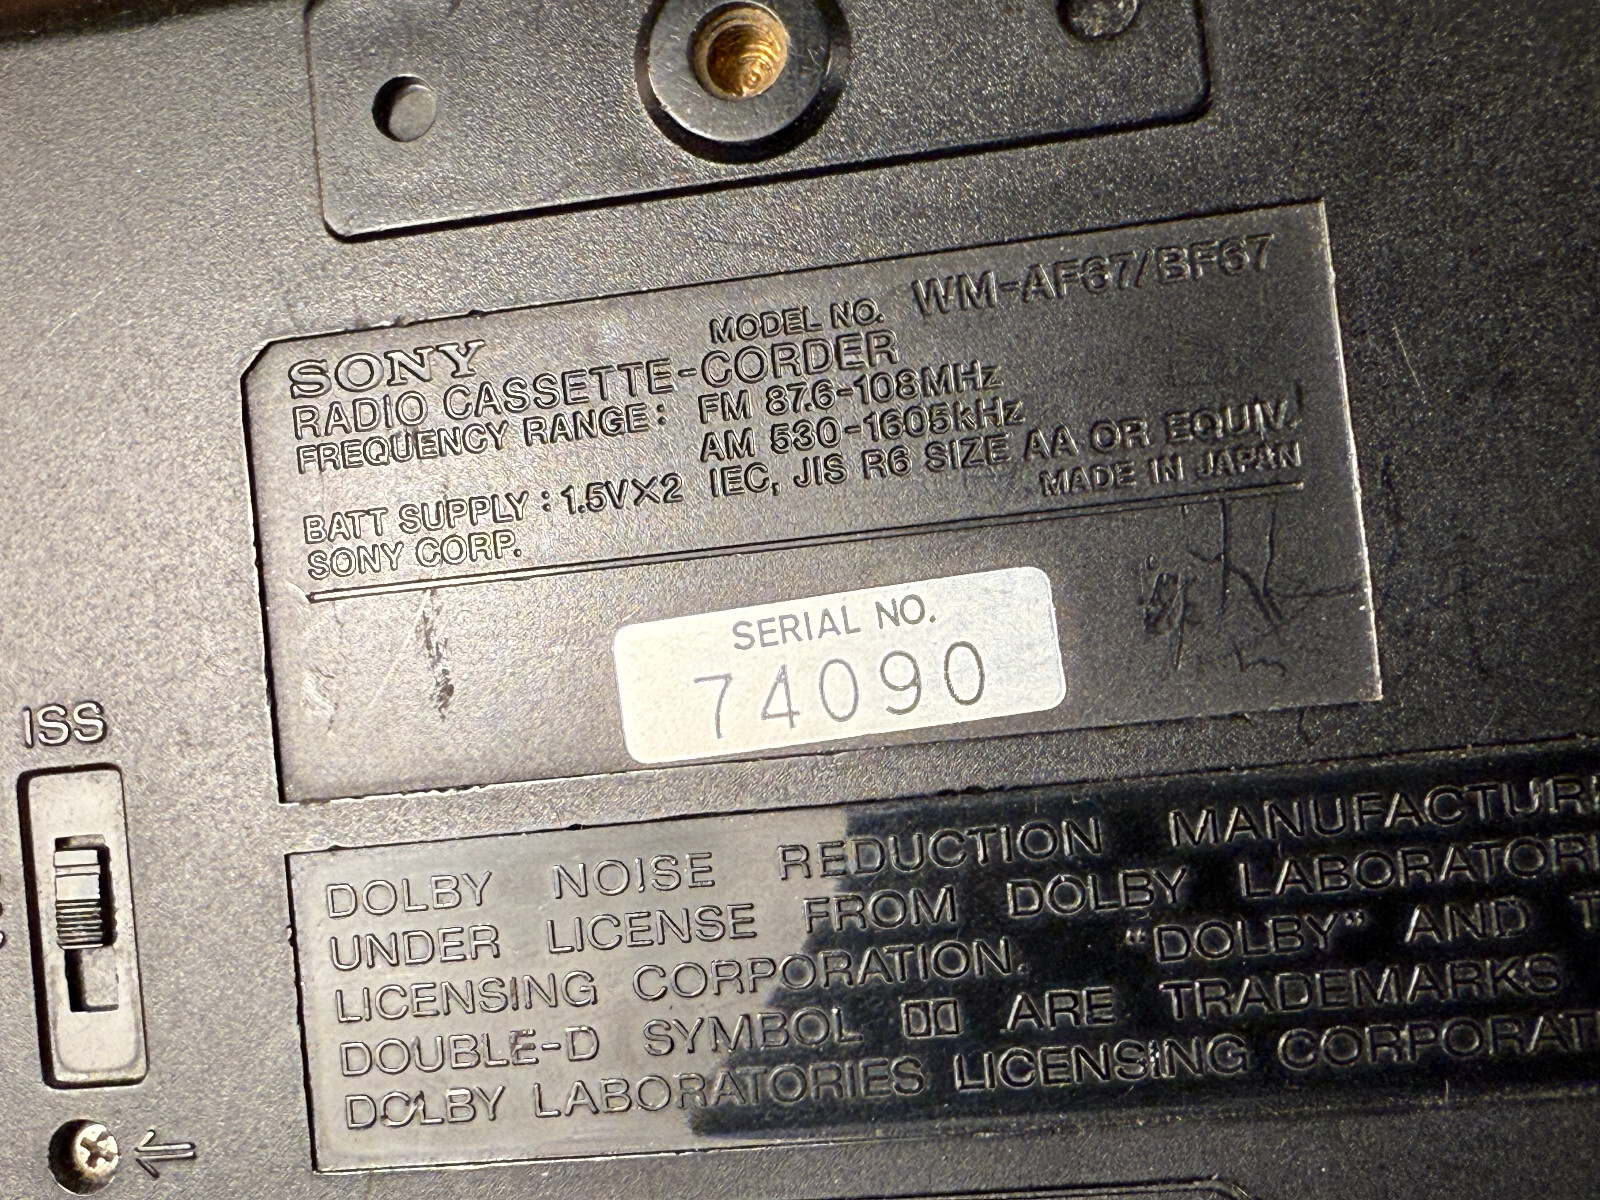 MODEL NO. WM-AF67/BF67
SONY
RADIO CASSETTE-CORDER
FREQUENCY RANGE: FM 87.6-108MHz
AM 530-1605kHz
BATT SUPPLY : 1.5V×2 IEC, JIS R6 SIZE AA OR EQUIV.
SONY CORP. MADE IN JAPAN
SERIAL NO.
74090
ISS
DOLBY NOISE REDUCTION MANUFACTUR
UNDER LICENSE FROM DOLBY LABORATORI
LICENSING CORPORATION. “DOLBY” AND T
DOUBLE-D SYMBOL ARE TRADEMARKS
DOLBY LABORATORIES LICENSING CORPORAT